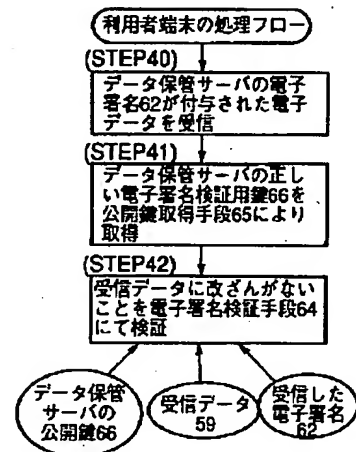 利用者端末の処理フロー
(STEP40)
データ保管サーバの電子
署名62が付与された電子
データを受信
(STEP41)
データ保管サーバの正し
い電子署名検証用鍵66を
公開鍵取得手段65により
取得
(STEP42)
受信データに改ざんがない
ことを電子署名検証手段64
にて検証
データ保管
サーバの
公開鍵66
受信データ
59
受信した
電子署名
62